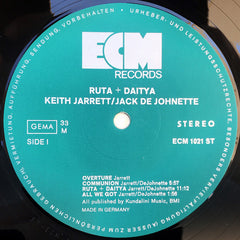 ECM
RECORDS
RUTA + DAITYA
KEITH JARRETT/JACK DE JOHNETTE
GEMA
33
M
STEREO
SIDE I
ECM 1021 ST
OVERTURE Jarrett
COMMUNION Jarrett/DeJohnette 5:57
RUTA + DAITYA Jarrett/DeJohnette 11:12
ALL WE GOT Jarrett/DeJohnette 1:56
All published by Kundalini Music, BMI
MADE IN GERMANY